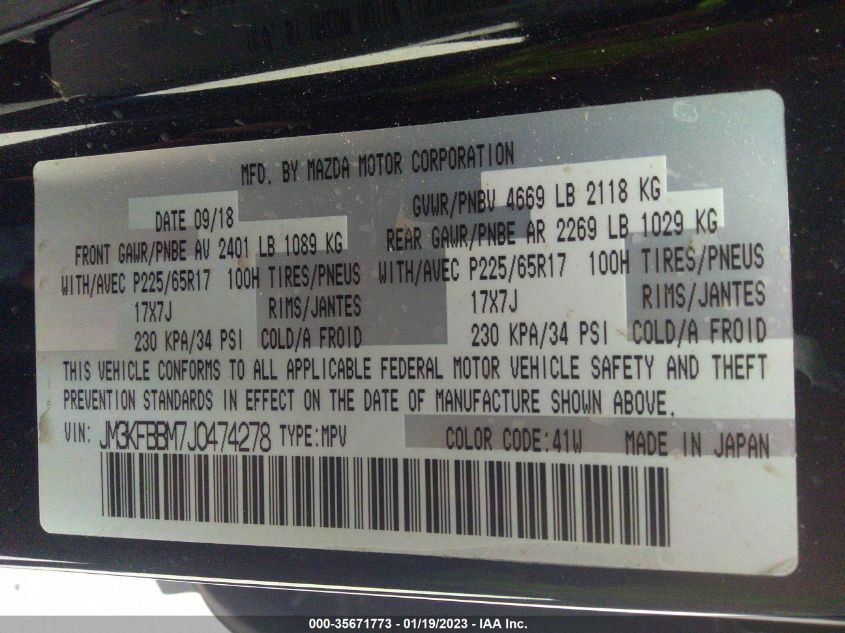 MFD. BY MAZDA MOTOR CORPORATION
DATE 09/18 GVWR/PNBV 4669 LB 2118 KG
FRONT GAWR/PNBE AV 2401 LB 1089 KG REAR GAWR/PNBE AR 2269 LB 1029 KG
WITH/AVEC P225/65R17 100H TIRES/PNEUS WITH/AVEC P225/65R17 100H TIRES/PNEUS
17X7J RIMS/JANTES 17X7J RIMS/JANTES
230 KPA/34 PSI COLD/A FROID 230 KPA/34 PSI COLD/A FROID
THIS VEHICLE CONFORMS TO ALL APPLICABLE FEDERAL MOTOR VEHICLE SAFETY AND THEFT
PREVENTION STANDARDS IN EFFECT ON THE DATE OF MANUFACTURE SHOWN ABOVE.
VIN: JM3KFBBM7J0474278 TYPE:MPV COLOR CODE:41W MADE IN JAPAN
000-35671773 - 01/19/2023 - IAA Inc.